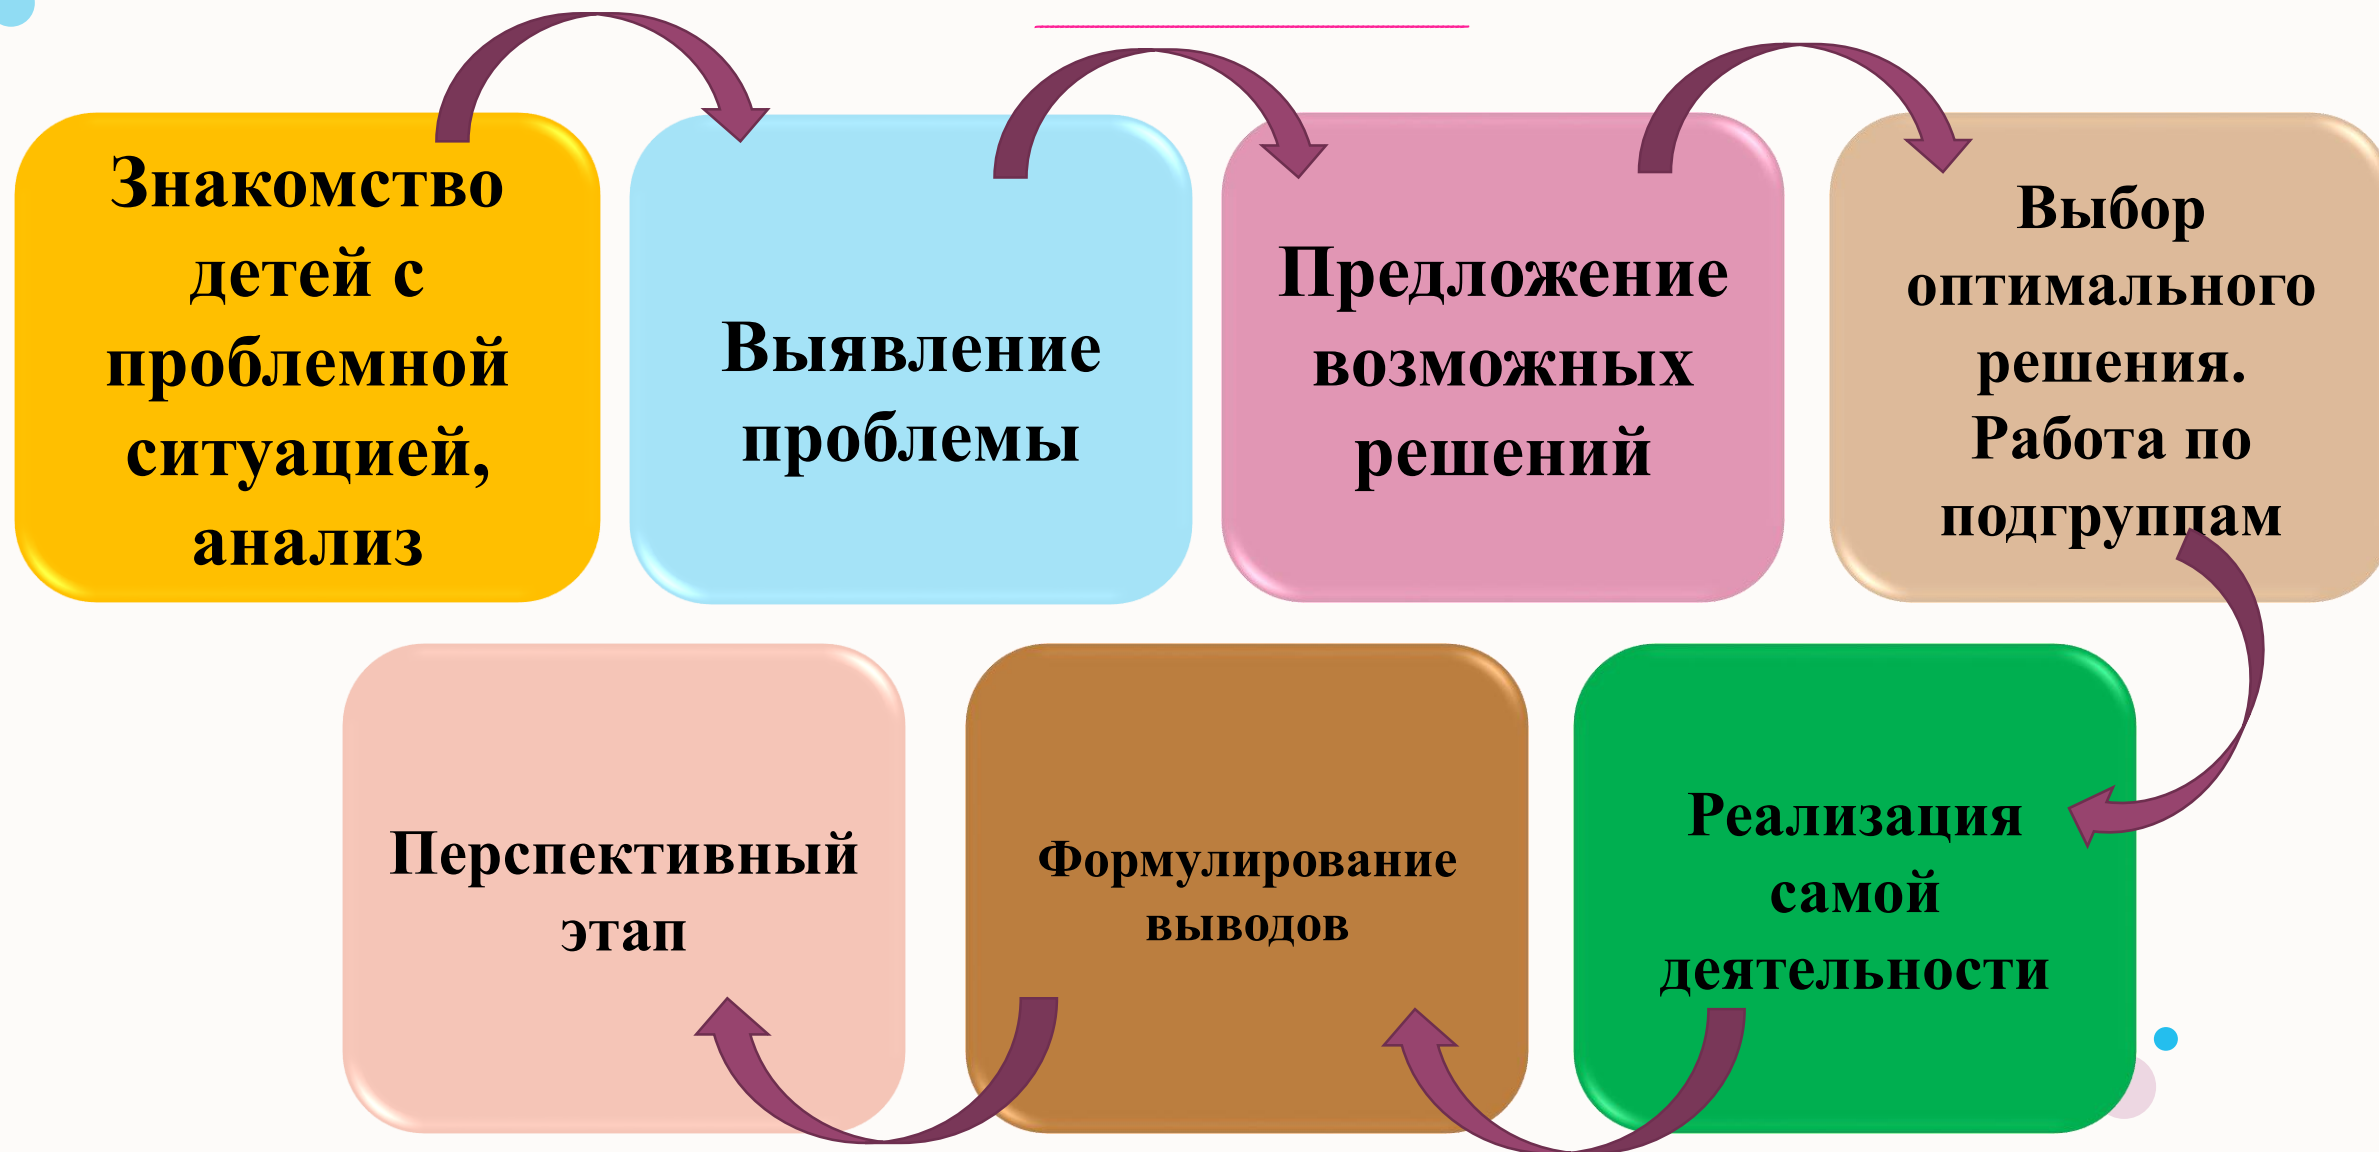 Знакомство
детей с
проблемной
ситуацией,
анализ
Выявление
проблемы
Предложение
возможных
решений
Выбор
оптимального
решения.
Работа по
подгруппам
Реализация
самой
деятельности
Формулирование
выводов
Перспективный
этап